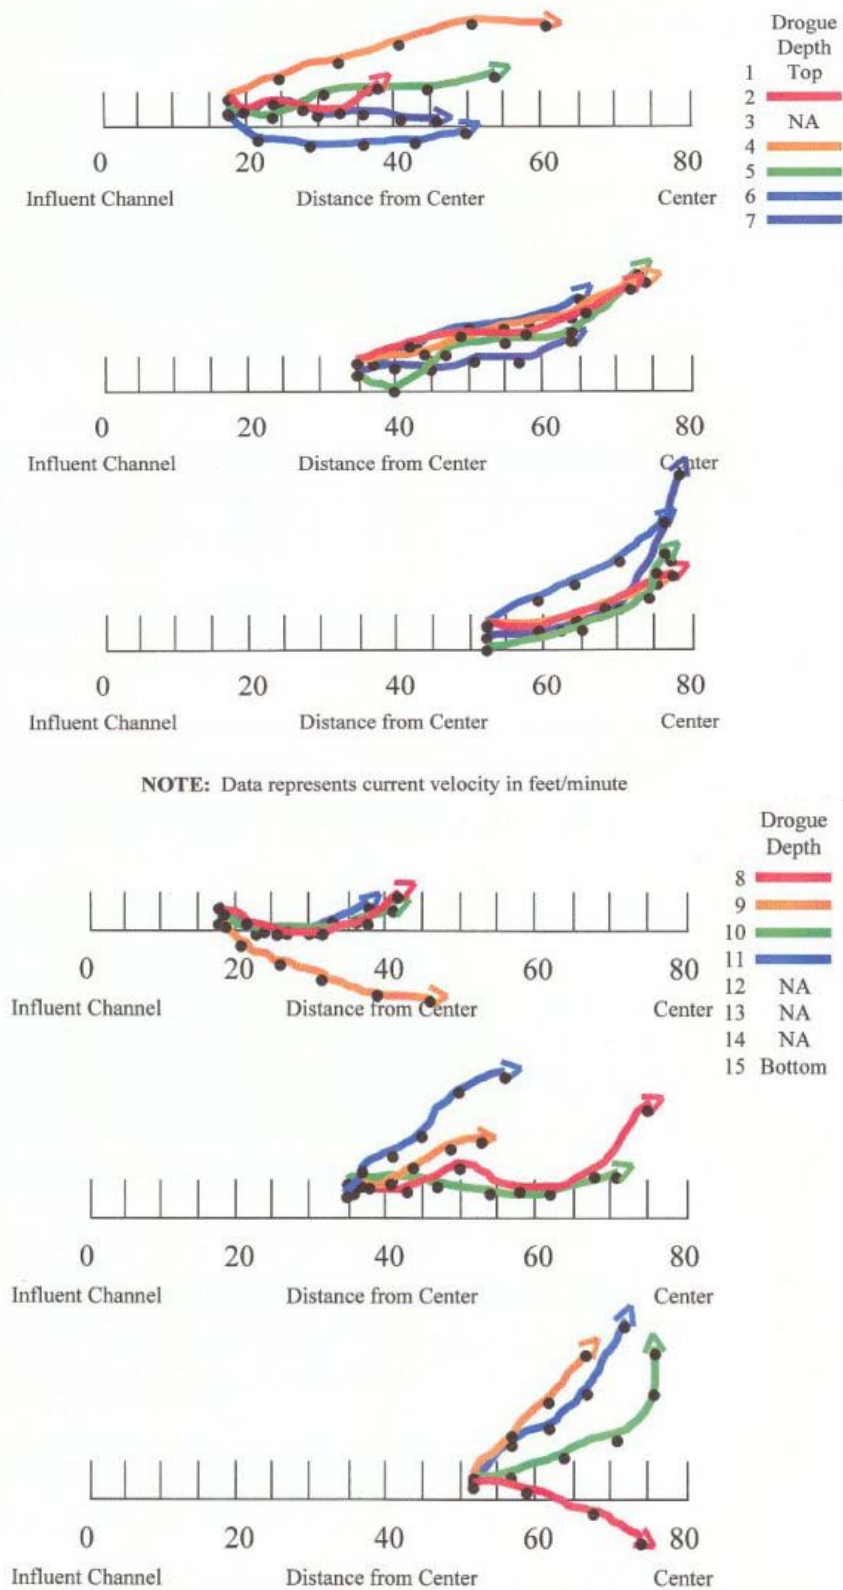 Drogue
Depth
1 Top
2
3 NA
4
5
6
7
0 20 40 60 80
Influent Channel Distance from Center Center
0 20 40 60 80
Influent Channel Distance from Center Center
0 20 40 60 80
Influent Channel Distance from Center Center
NOTE: Data represents current velocity in feet/minute
Drogue
Depth
8
9
10
11
12 NA
13 NA
14 NA
15 Bottom
0 20 40 60 80
Influent Channel Distance from Center Center
0 20 40 60 80
Influent Channel Distance from Center Center
0 20 40 60 80
Influent Channel Distance from Center Center